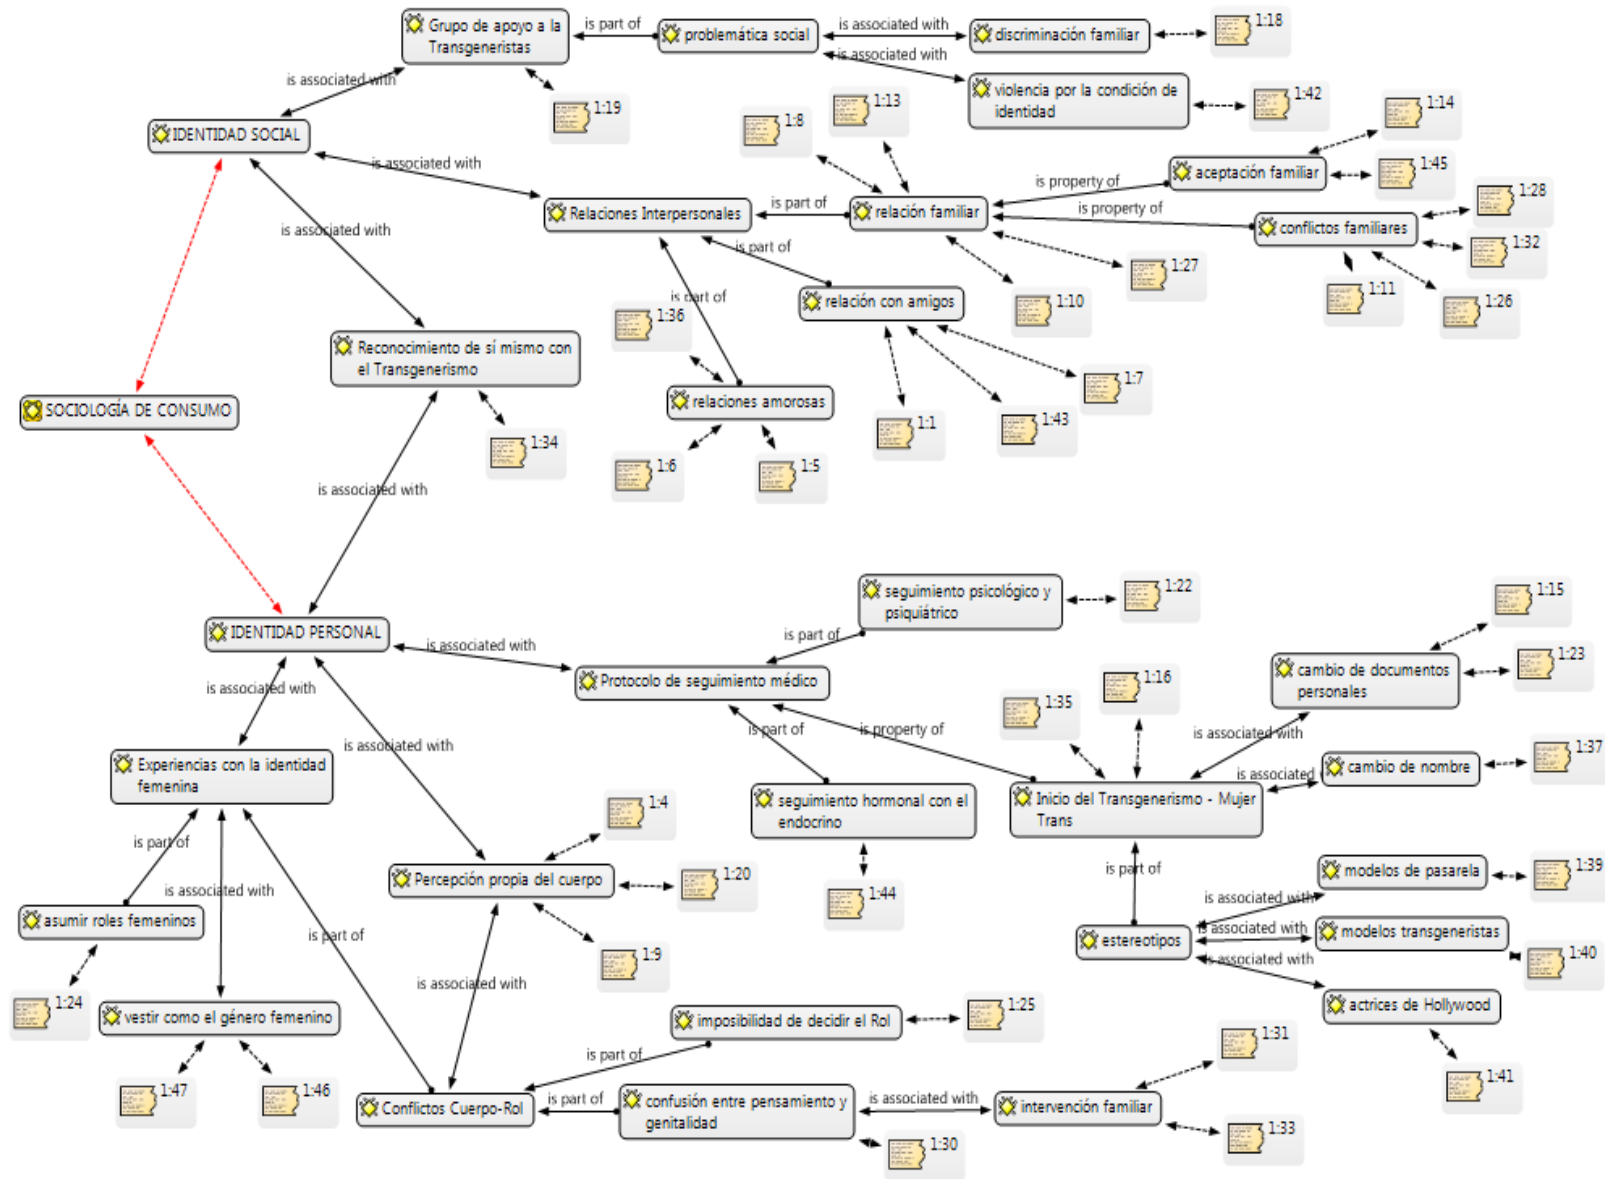 Grupo de apoyo a la
Transgeneristas
is part of
problemática social
is associated with
discriminación familiar
1:18
is associated with
is associated with
violencia por la condición de
identidad
1:42
1:19
1:13
1:8
1:14
IDENTIDAD SOCIAL
is associated with
aceptación familiar
1:45
is property of
1:28
Relaciones Interpersonales
is part of
relación familiar
is property of
conflictos familiares
1:32
is associated with
is part of
1:27
1:10
1:11
1:26
is part of
relación con amigos
1:36
Reconocimiento de sí mismo con
el Transgenerismo
1:7
relaciones amorosas
SOCIOLOGÍA DE CONSUMO
1:1
1:43
1:34
1:6
1:5
is associated with
seguimiento psicológico y
psiquiátrico
1:22
1:15
IDENTIDAD PERSONAL
is part of
is associated with
1:23
cambio de documentos
personales
Protocolo de seguimiento médico
1:16
is associated with
1:35
is part of
is property of
is associated with
is associated with
1:37
Experiencias con la identidad
femenina
is associated
cambio de nombre
1:4
seguimiento hormonal con el
endocrino
Inicio del Transgenerismo - Mujer
Trans
is part of
is part of
modelos de pasarela
1:39
Percepción propia del cuerpo
1:20
is associated with
1:44
is associated with
asumir roles femeninos
is part of
estereotipos
is associated with
modelos transgeneristas
1:40
1:9
is associated with
is associated with
1:24
vestir como el género femenino
imposibilidad de decidir el Rol
1:25
actrices de Hollywood
1:31
is part of
1:47
1:46
1:41
Conflictos Cuerpo-Rol
is part of
confusión entre pensamiento y
genitalidad
is associated with
intervención familiar
1:30
1:33